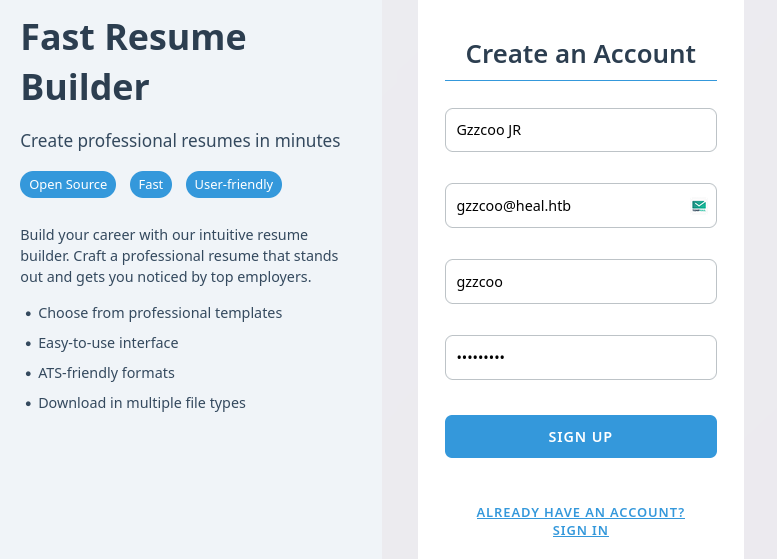 Fast Resume
Builder
Create professional resumes in minutes
Open Source Fast User-friendly
Build your career with our intuitive resume
builder. Craft a professional resume that stands
out and gets you noticed by top employers.
• Choose from professional templates
• Easy-to-use interface
• ATS-friendly formats
• Download in multiple file types
Create an Account
Gzzcoo JR
gzzcoo@heal.htb
gzzcoo
•••••••••
SIGN UP
ALREADY HAVE AN ACCOUNT?
SIGN IN